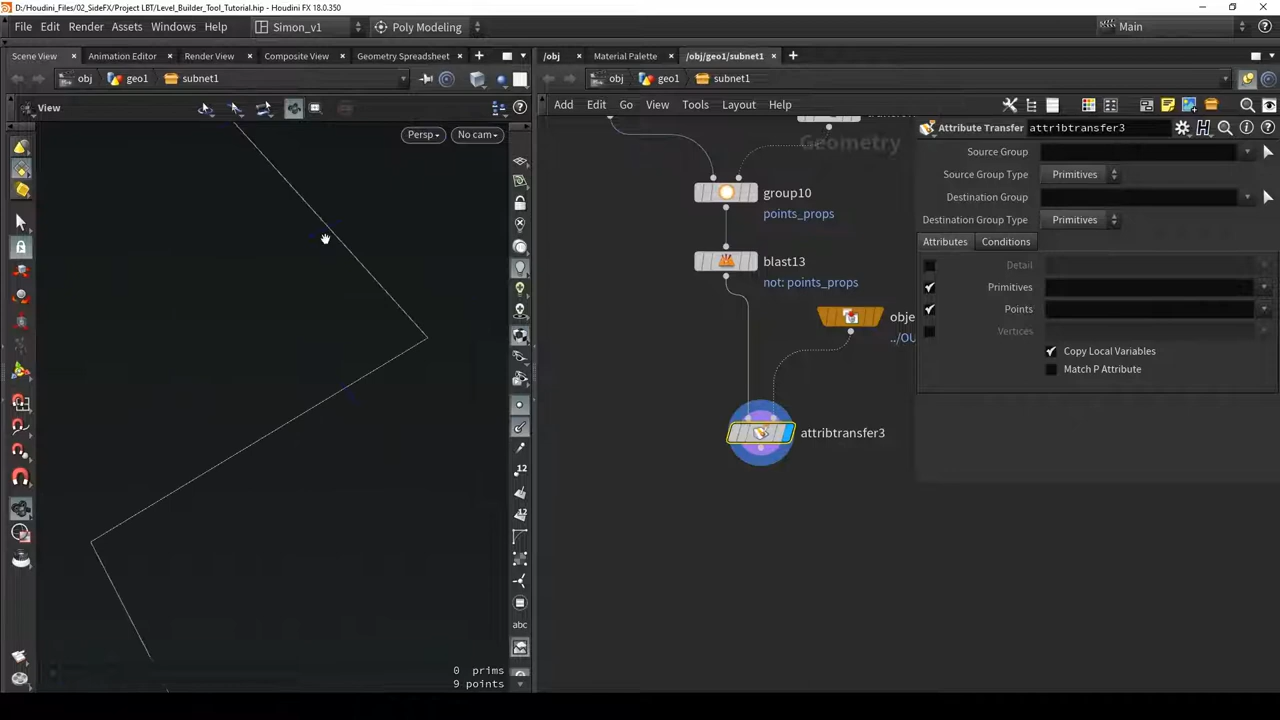 D:/Houdini_Files/02_SideFX/Project LBT/Level_Builder_Tool_Tutorial.hip - Houdini FX 18.0.350
File Edit Render Assets Windows Help Simon_v1 Poly Modeling Main
Scene View Animation Editor Render View Composite View Geometry Spreadsheet
/obj Material Palette /obj/geo1/subnet1
obj geo1 subnet1
obj geo1 subnet1
View
Add Edit Go View Tools Layout Help
Persp No cam
Attribute Transfer attribtransfer3
Geometry
Source Group
Source Group Type Primitives
Destination Group
Destination Group Type Primitives
Attributes Conditions
Detail
Primitives
Points
Vertices
Copy Local Variables
Match P Attribute
group10
points_props
blast13
not: points_props
obje
../OU
attribtransfer3
12
12
abc
0 prims
9 points